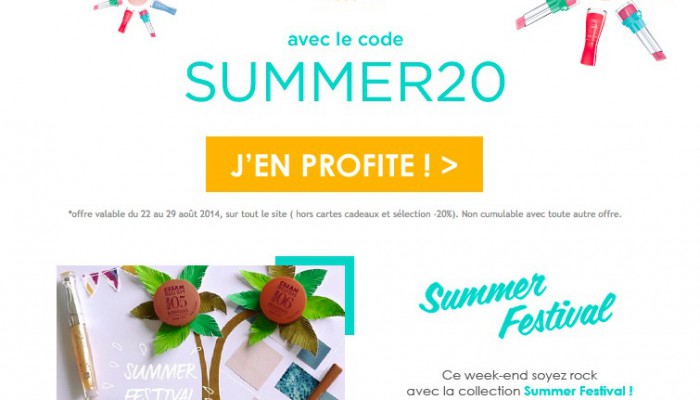 avec le code
SUMMER20
J'EN PROFITE ! >
*offre valable du 22 au 29 août 2014, sur tout le site ( hors cartes cadeaux et sélection -20%). Non cumulable avec toute autre offre.
105
106
SUMMER
FESTIVAL
Summer
Festival
Ce week-end soyez rock
avec la collection Summer Festival !